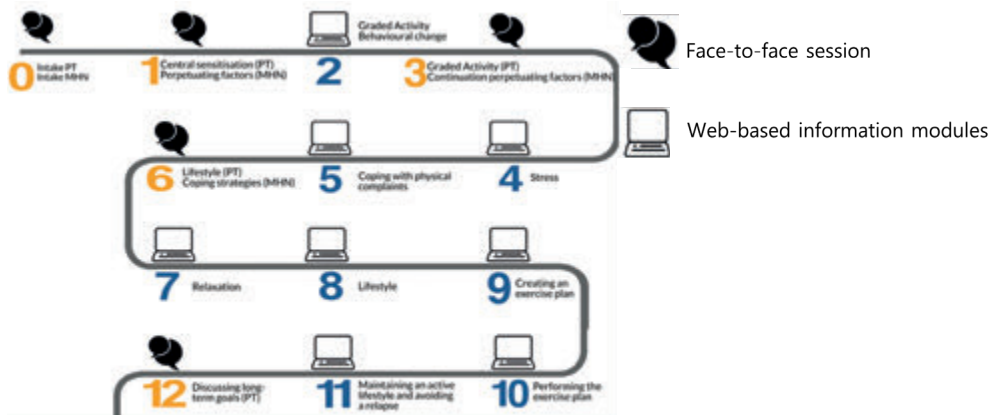 0 Intake PT
Intake MHN
1 Central sensitisation (PT)
Perpetuating factors (MHN)
Graded Activity
Behavioural change
2
3 Graded Activity (PT)
Continuation perpetuating factors (MHN)
Face-to-face session
Web-based information modules
6 Lifestyle (PT)
Coping strategies (MHN)
5 Coping with physical
complaints
4 Stress
7 Relaxation
8 Lifestyle
9 Creating an
exercise plan
12 Discussing long-
term goals (PT)
11 Maintaining an active
lifestyle and avoiding
a relapse
10 Performing the
exercise plan